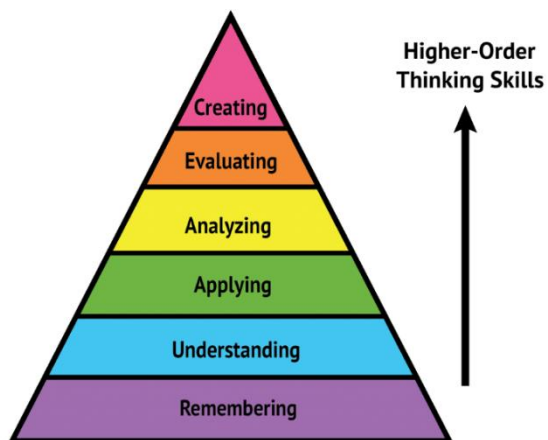 Higher-Order
Thinking Skills
Creating
Evaluating
Analyzing
Applying
Understanding
Remembering